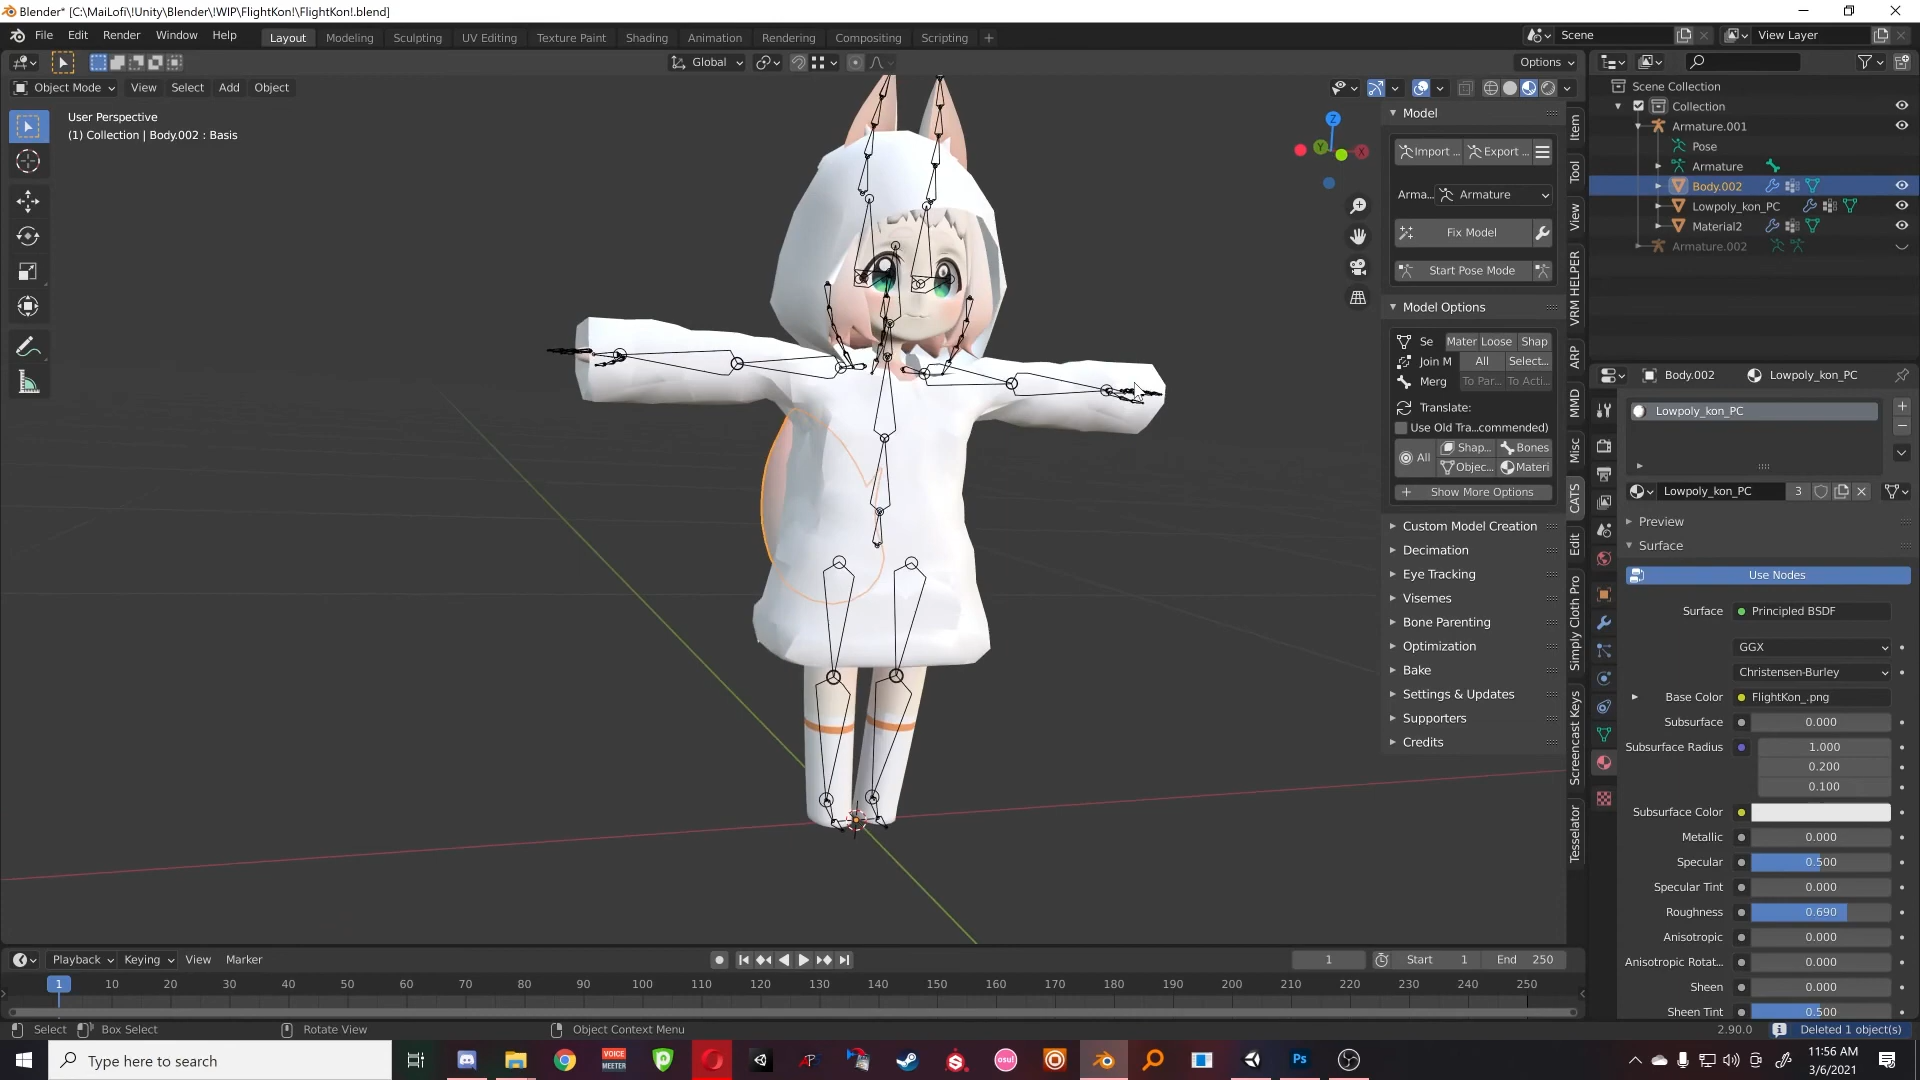 Blender* [C:\MaiLofi\!Unity\Blender\!WIP\FlightKon!\FlightKon!.blend]
File Edit Render Window Help
Layout Modeling Sculpting UV Editing Texture Paint Shading Animation Rendering Compositing Scripting +
Scene
View Layer
Global
Options
Object Mode View Select Add Object
User Perspective
(1) Collection | Body.002 : Basis
Z
Y
X
Model
Import ... Export ...
Arma... Armature
Fix Model
Start Pose Mode
Model Options
Se Mater Loose Shap
Join M All Select...
Merg To Par... To Acti...
Translate:
Use Old Tra...commended)
All Shap... Bones
Objec... Materi
Show More Options
Custom Model Creation
Decimation
Eye Tracking
Visemes
Bone Parenting
Optimization
Bake
Settings & Updates
Supporters
Credits
Item
Tool
View
VRM HELPER
ARP
MMD
Misc
CATS
Edit
Simply Cloth Pro
Screencast Keys
Tesselator
Scene Collection
Collection
Armature.001
Pose
Armature
Body.002
Lowpoly_kon_PC
Material2
Armature.002
Body.002 Lowpoly_kon_PC
Lowpoly_kon_PC
Lowpoly_kon_PC 3
Preview
Surface
Use Nodes
Surface Principled BSDF
GGX
Christensen-Burley
Base Color FlightKon_.png
Subsurface 0.000
Subsurface Radius 1.000
0.200
0.100
Subsurface Color
Metallic 0.000
Specular 0.500
Specular Tint 0.000
Roughness 0.690
Anisotropic 0.000
Anisotropic Rotat... 0.000
Sheen 0.000
Sheen Tint 0.500
Playback Keying View Marker
1 Start 1 End 250
1 10 20 30 40 50 60 70 80 90 100 110 120 130 140 150 160 170 180 190 200 210 220 230 240 250
Select Box Select Rotate View Object Context Menu
2.90.0 Deleted 1 object(s)
Type here to search
VOICE
MEETER
osu!
Ps
11:56 AM
3/6/2021